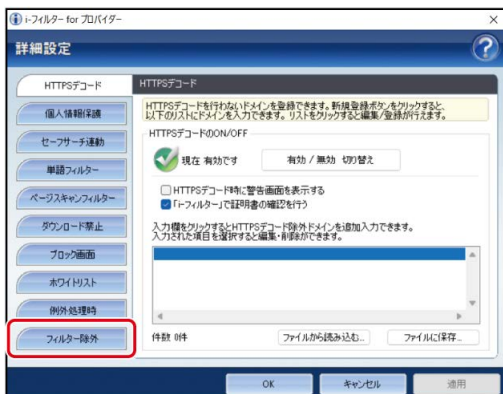 i-フィルター for プロバイダー
詳細設定
HTTPSデコード
個人情報保護
セーフサーチ連動
単語フィルター
ページスキャンフィルター
ダウンロード禁止
ブロック画面
ホワイトリスト
例外処理時
フィルター除外
HTTPSデコード
HTTPSデコードを行わないドメインを登録できます。新規登録ボタンをクリックすると、
以下のリストにドメインを入力できます。リストをクリックすると編集/登録が行えます。
HTTPSデコードのON/OFF
現在 有効です
有効 / 無効 切り替え
HTTPSデコード時に警告画面を表示する
「i-フィルター」で証明書の確認を行う
入力欄をクリックするとHTTPSデコード除外ドメインを追加入力できます。
入力された項目を選択すると編集・削除ができます。
件数 0件
ファイルから読み込む...
ファイルに保存...
OK
キャンセル
適用